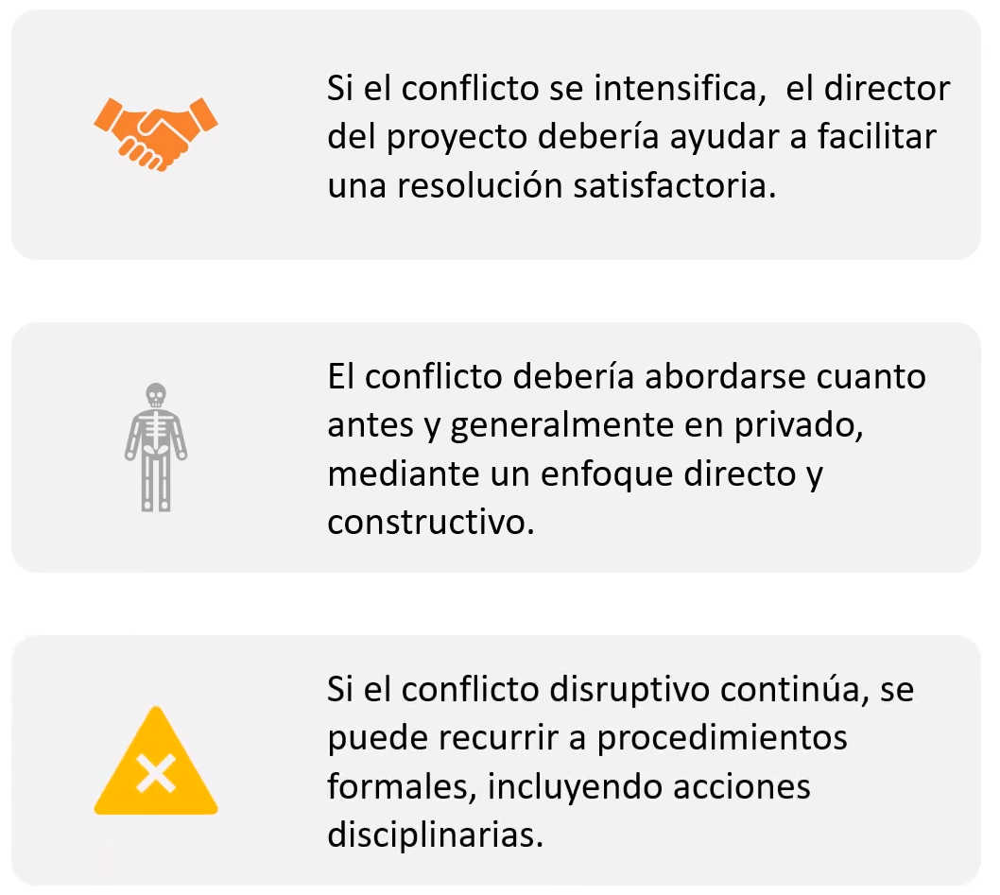 Si el conflicto se intensifica,  el director
del proyecto debería ayudar a facilitar
una resolución satisfactoria.
El conflicto debería abordarse cuanto
antes y generalmente en privado,
mediante un enfoque directo y
constructivo.
Si el conflicto disruptivo continúa, se
puede recurrir a procedimientos
formales, incluyendo acciones
disciplinarias.